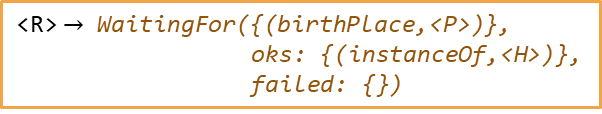 <R>→ WaitingFor({(birthPlace,<P>)},
oks: {(instanceOf,<H>)},
failed: {})